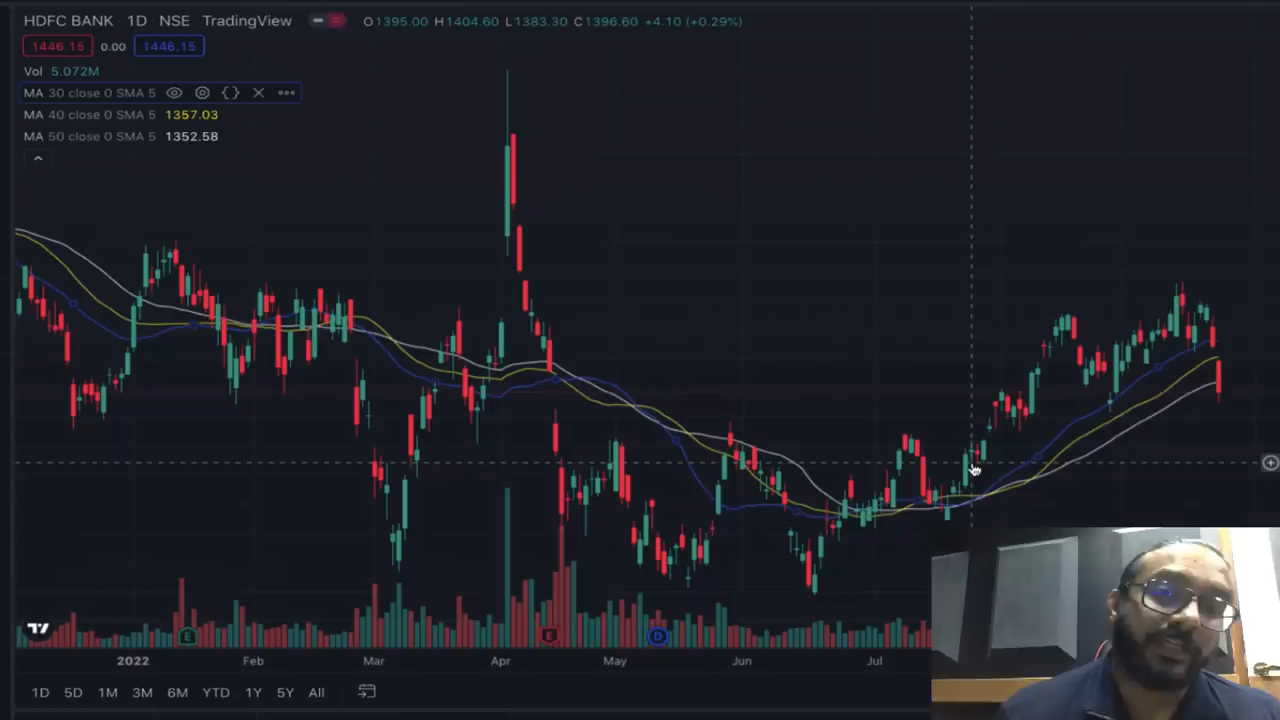 HDFC BANK 1D NSE TradingView O1395.00 H1404.60 L1383.30 C1396.60 +4.10 (+0.29%)
1446.15 0.00 1446.15
Vol 5.072M
MA 30 close 0 SMA 5
MA 40 close 0 SMA 5 1357.03
MA 50 close 0 SMA 5 1352.58
E E D
2022 Feb Mar Apr May Jun Jul
1D 5D 1M 3M 6M YTD 1Y 5Y All